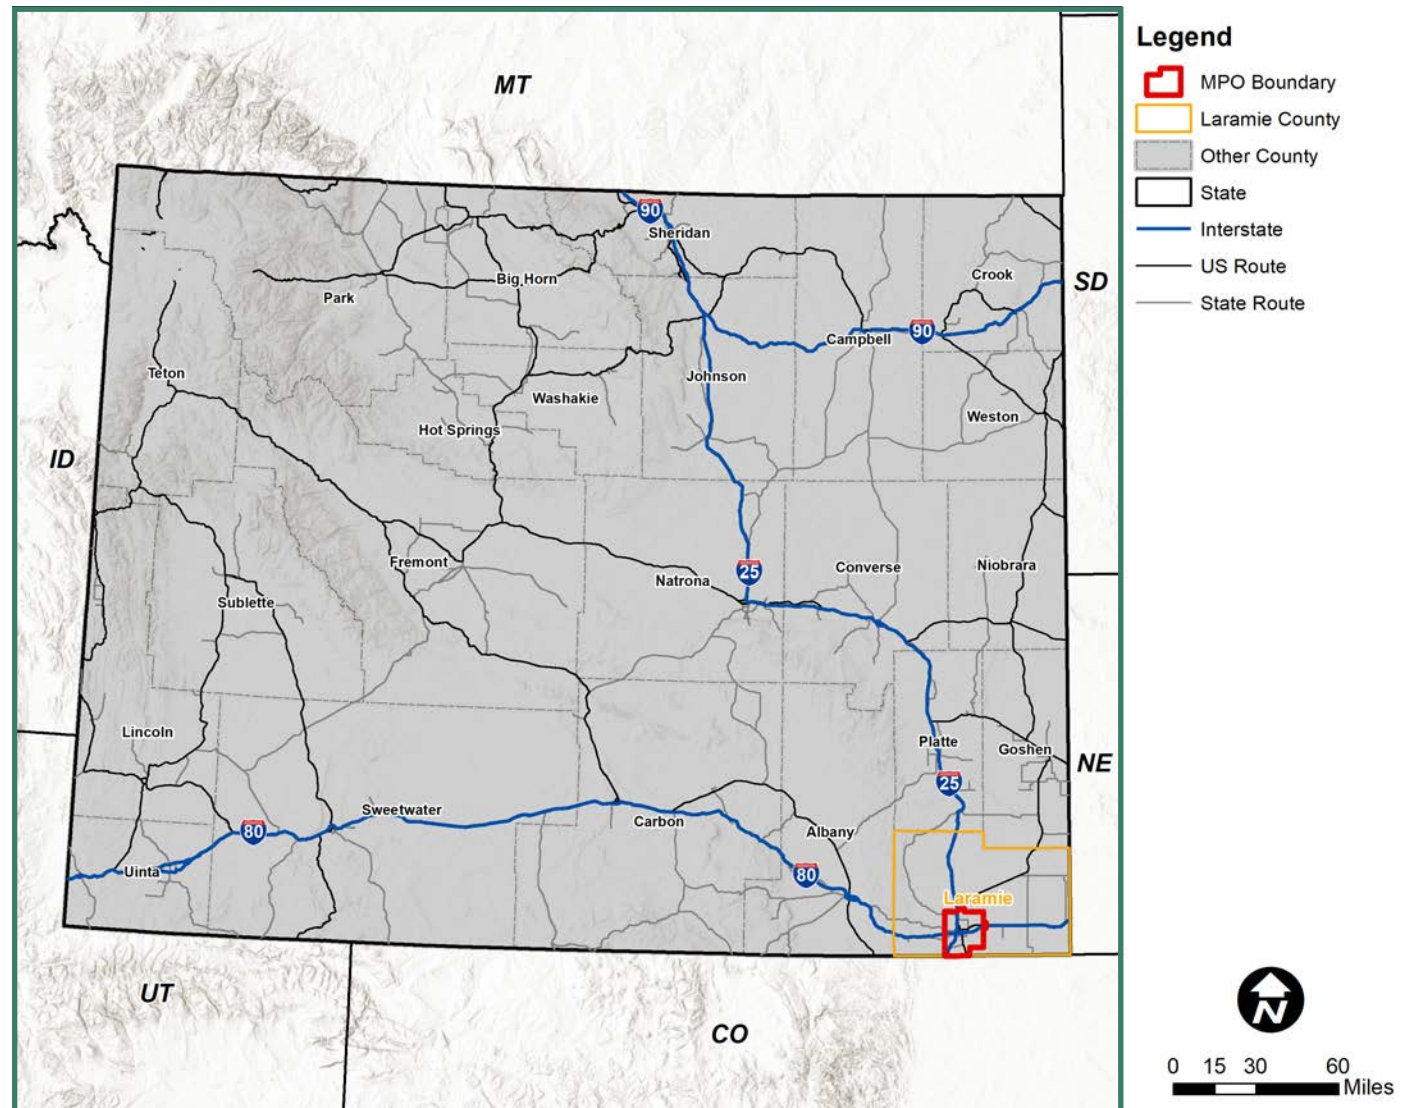 MT
Legend
MPO Boundary
Laramie County
Other County
State
Interstate
US Route
State Route
90
Sheridan
Crook
SD
Big Horn
Park
90
Campbell
Teton
Johnson
Washakie
Weston
Hot Springs
ID
Fremont
25
Natrona
Converse
Niobrara
Sublette
Lincoln
Platte
Goshen
NE
25
Sweetwater
Carbon
Albany
80
Uinta
80
Laramie
UT
CO
N
0 15 30 60
Miles